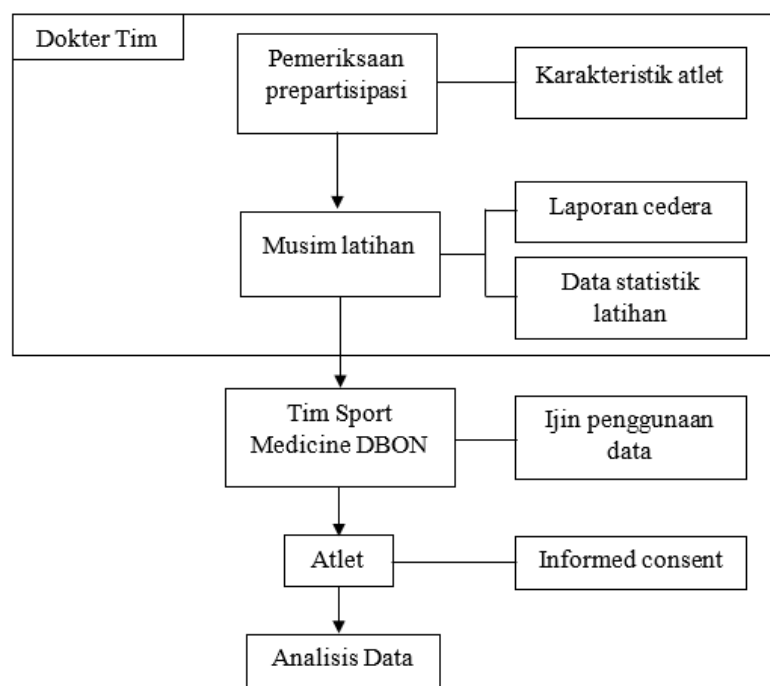 Dokter Tim
Pemeriksaan
prepartisipasi
Karakteristik atlet
Musim latihan
Laporan cedera
Data statistik
latihan
Tim Sport
Medicine DBON
Ijin penggunaan
data
Atlet
Informed consent
Analisis Data